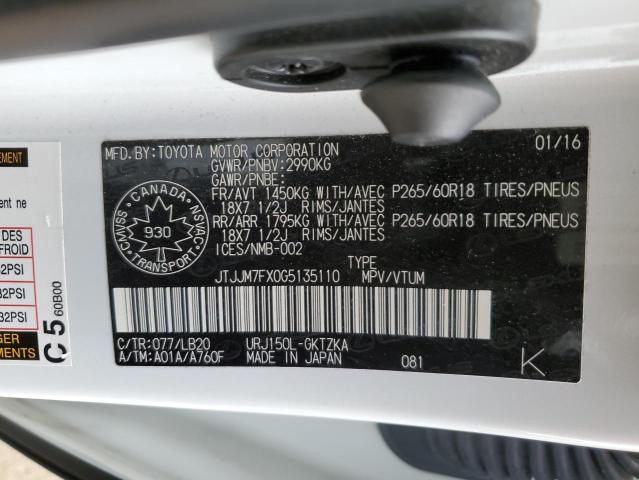 MFD.BY:TOYOTA MOTOR CORPORATION 01/16
GVWR/PNBV:2990KG
GAWR/PNBE:
FR/AVT 1450KG WITH/AVEC P265/60R18 TIRES/PNEUS
18X7 1/2J RIMS/JANTES
RR/ARR 1795KG WITH/AVEC P265/60R18 TIRES/PNEUS
18X7 1/2J RIMS/JANTES
ICES/NMB-002
CANADA
CMVSS NSVAC
930
TRANSPORT
TYPE
JTJJM7FX0G5135110 MPV/VTUM
C/TR:077/LB20 URJ150L-GKTZKA
A/TM:A01A/A760F MADE IN JAPAN 081 K
EMENT
DES
FROID
32PSI
32PSI
32PSI
GER
EMENTS
C5 60B00